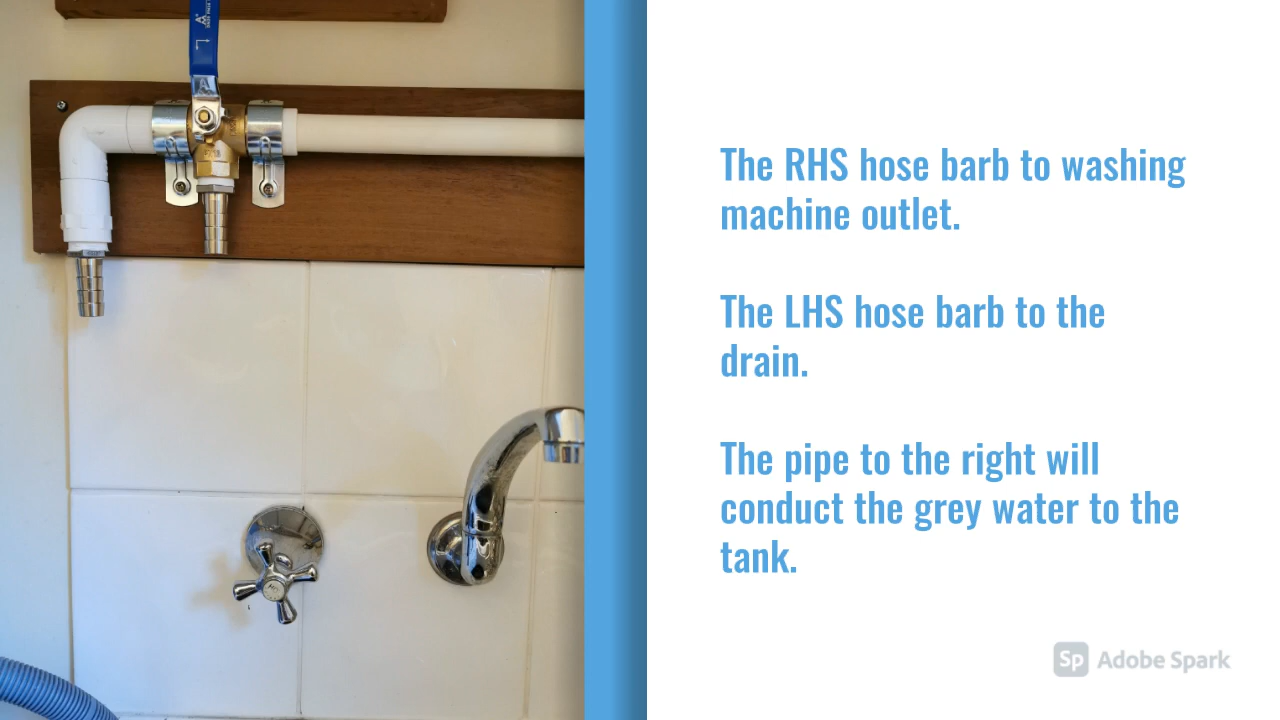 The RHS hose barb to washing
machine outlet.
The LHS hose barb to the
drain.
The pipe to the right will
conduct the grey water to the
tank.
Sp Adobe Spark